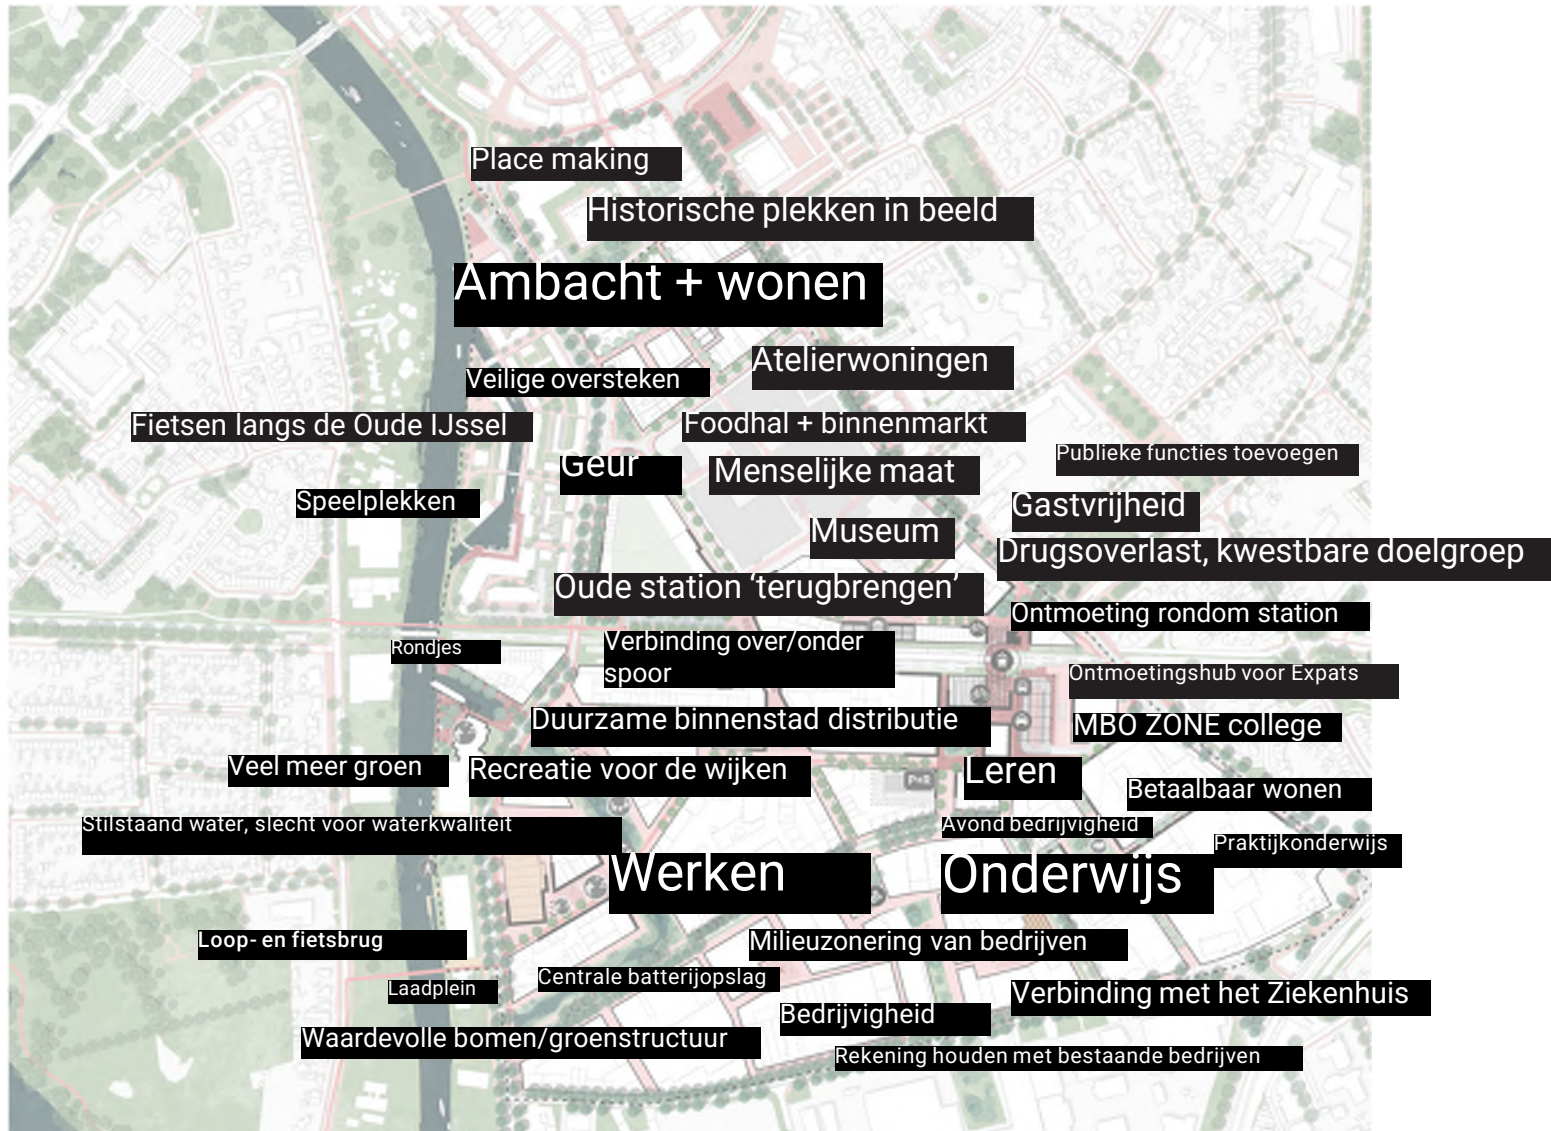 Place making
Historische plekken in beeld
Ambacht + wonen
Atelierwoningen
Veilige oversteken
Fietsen langs de Oude IJssel
Foodhal + binnenmarkt
Publieke functies toevoegen
Geur
Menselijke maat
Speelplekken
Gastvrijheid
Museum
Drugsoverlast, kwestbare doelgroep
Oude station ‘terugbrengen’
Ontmoeting rondom station
Rondjes
Verbinding over/onder
spoor
Ontmoetingshub voor Expats
Duurzame binnenstad distributie
MBO ZONE college
Veel meer groen
Recreatie voor de wijken
Leren
P+R
Betaalbaar wonen
Stilstaand water, slecht voor waterkwaliteit
Avond bedrijvigheid
Praktijkonderwijs
Werken
Onderwijs
Loop- en fietsbrug
Milieuzonering van bedrijven
Centrale batterijopslag
Laadplein
Verbinding met het Ziekenhuis
Bedrijvigheid
Waardevolle bomen/groenstructuur
Rekening houden met bestaande bedrijven